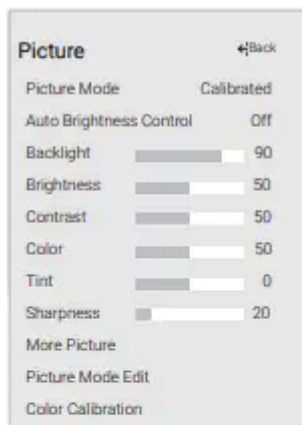 Picture Back
Picture Mode Calibrated
Auto Brightness Control Off
Backlight 90
Brightness 50
Contrast 50
Color 50
Tint 0
Sharpness 20
More Picture
Picture Mode Edit
Color Calibration